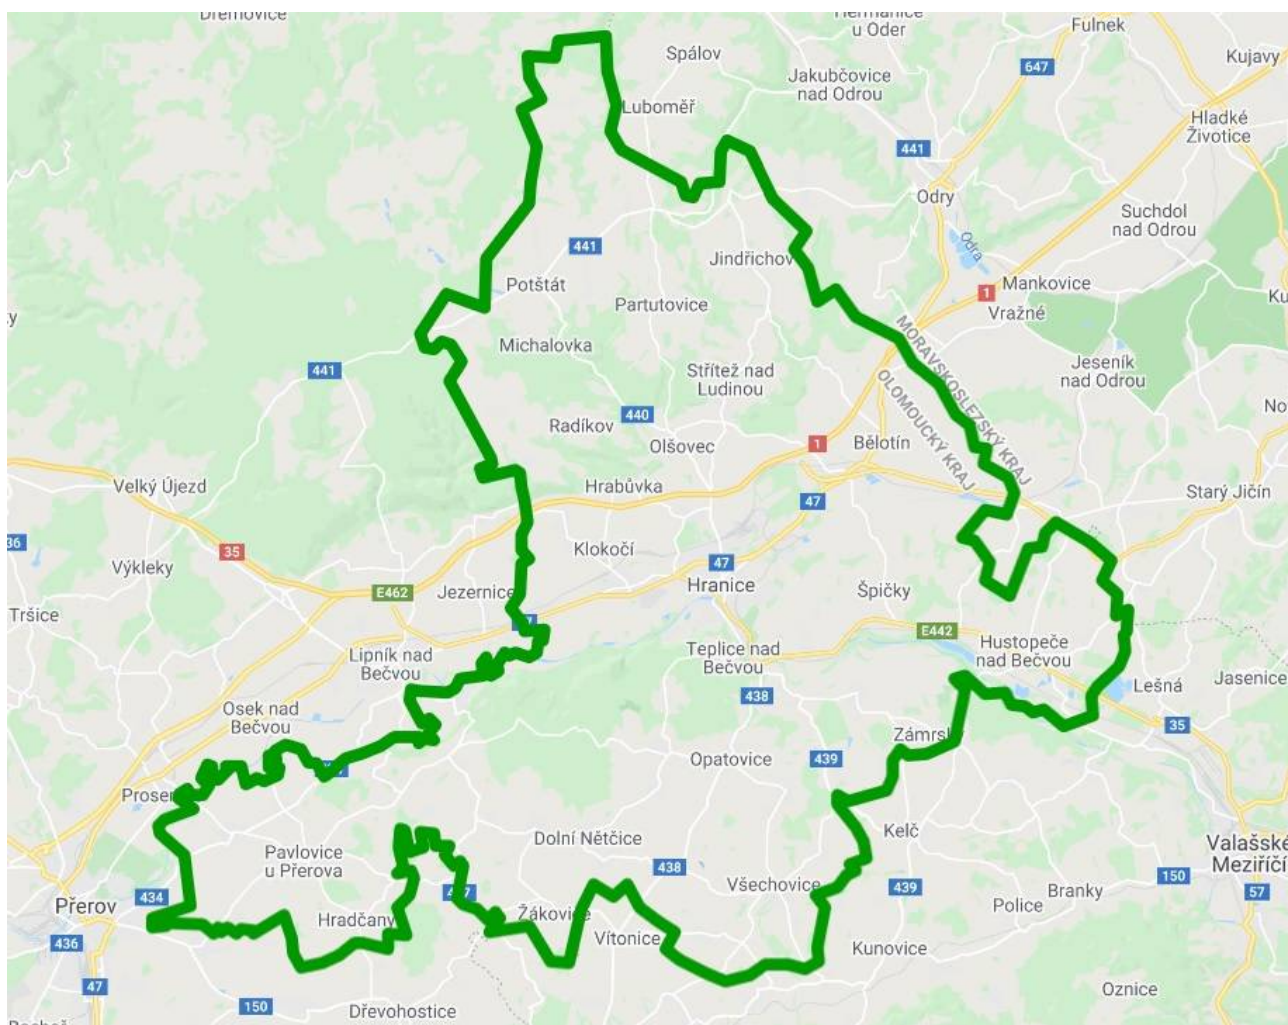 Dřemovice
Heřmanice
u Oder
Fulnek
Spálov
Kujavy
647
Jakubčovice
nad Odrou
Luboměř
Hladké
Životice
441
Odry
Suchdol
nad Odrou
Odra
441
Jindřichov
Potštát
Mankovice
1
Partutovice
Vražné
MORAVSKOSLEZSKÝ KRAJ
OLOMOUCKÝ KRAJ
Michalovka
Jeseník
nad Odrou
441
Střítež nad
Ludinou
440
Radíkov
Olšovec
1
Bělotín
Velký Újezd
Hrabůvka
Starý Jičín
47
36
35
Klokočí
Výkleky
47
Hranice
E462
Jezernice
Špičky
Tršice
E442
Lipník nad
Bečvou
Teplice nad
Bečvou
Hustopeče
nad Bečvou
Jasenice
Lešná
438
Osek nad
Bečvou
35
Zámrsky
Opatovice
439
Prosen
Kelč
Dolní Nětčice
Valašské
Meziříčí
Pavlovice
u Přerova
438
Všechovice
439
Branky
150
57
434
Přerov
Police
Hradčany
Žákovice
436
Vítonice
Kunovice
47
Oznice
150
Dřevohostice